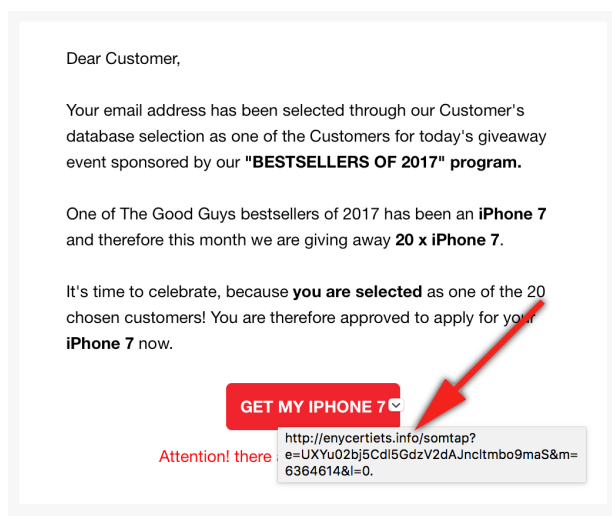 Dear Customer,
Your email address has been selected through our Customer's
database selection as one of the Customers for today's giveaway
event sponsored by our "BESTSELLERS OF 2017" program.
One of The Good Guys bestsellers of 2017 has been an iPhone 7
and therefore this month we are giving away 20 x iPhone 7.
It's time to celebrate, because you are selected as one of the 20
chosen customers! You are therefore approved to apply for your
iPhone 7 now.
GET MY IPHONE 7
http://enycertiets.info/somtap?
e=UXYu02bj5Cdl5GdzV2dAJncltmbo9maS&m=
6364614&l=0.
Attention! there